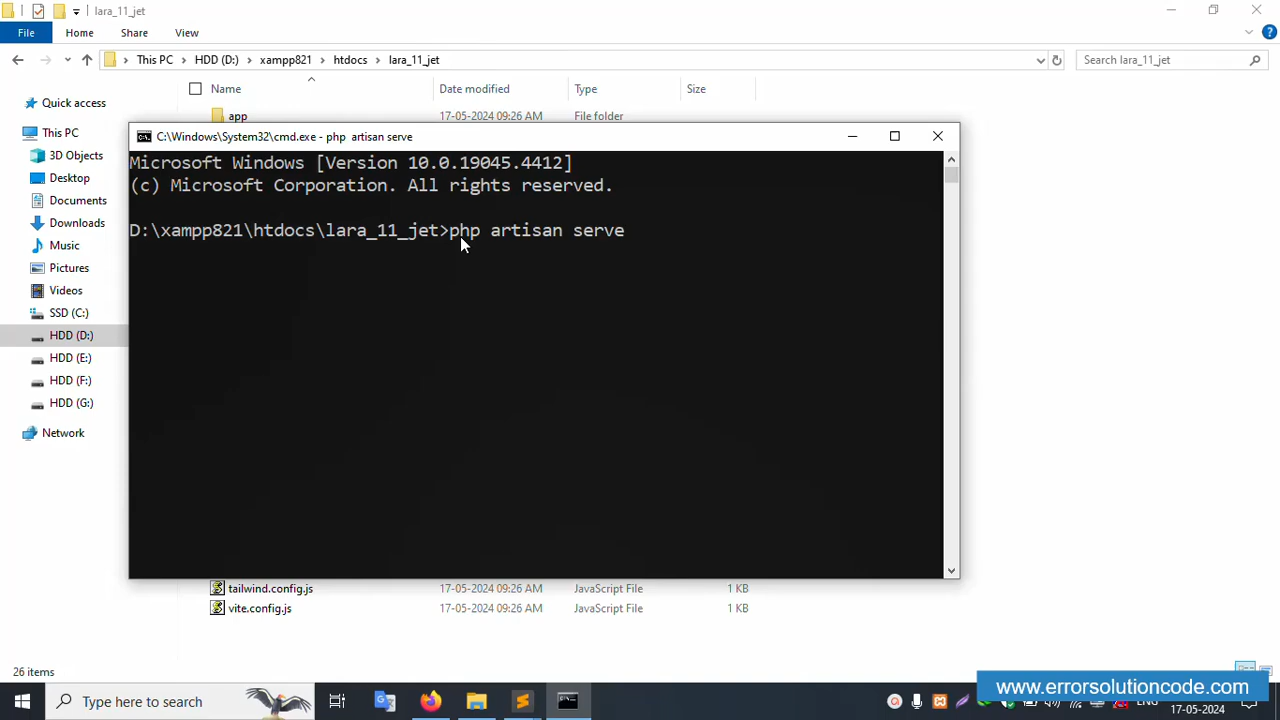 lara_11_jet
File
Home
Share
View
This PC
HDD (D:)
xampp821
htdocs
lara_11_jet
Search lara_11_jet
Name
Date modified
Type
Size
Quick access
This PC
3D Objects
Desktop
Documents
Downloads
Music
Pictures
Videos
SSD (C:)
HDD (D:)
HDD (E:)
HDD (F:)
HDD (G:)
Network
app 17-05-2024 09:26 AM File folder
C:\Windows\System32\cmd.exe - php  artisan serve
Microsoft Windows [Version 10.0.19045.4412]
(c) Microsoft Corporation. All rights reserved.
D:\xampp821\htdocs\lara_11_jet>php artisan serve
tailwind.config.js 17-05-2024 09:26 AM JavaScript File 1 KB
vite.config.js 17-05-2024 09:26 AM JavaScript File 1 KB
26 items
www.errorsolutioncode.com
Type here to search
17-05-2024